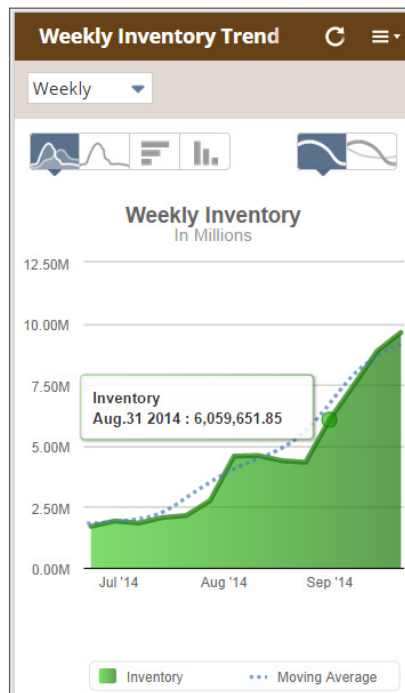 Weekly Inventory Trend
Weekly
Weekly Inventory
In Millions
12.50M
10.00M
7.50M
Inventory
Aug.31 2014 : 6,059,651.85
5.00M
2.50M
0.00M
Jul '14 Aug '14 Sep '14
Inventory Moving Average